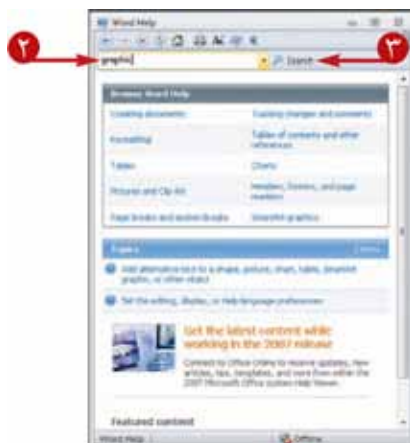 Word Help
graphic
Search
۲
۳
Browse Word Help
Creating documents
Tracking changes and comments
Formatting
Tables of contents and other references
Tables
Charts
Pictures and Clip Art
Headers, footers, and page numbers
Page breaks and section breaks
SmartArt graphics
Topics
Add alternative text to a shape, picture, chart, table, SmartArt
graphic, or other object
Set the editing, display, or Help language preferences
Get the latest content while
working in the 2007 release
Connect to Office Online to receive updates, new
articles, tips, templates, and more from within the
2007 Microsoft Office system Help Viewer.
Featured content
Word Help
Offline